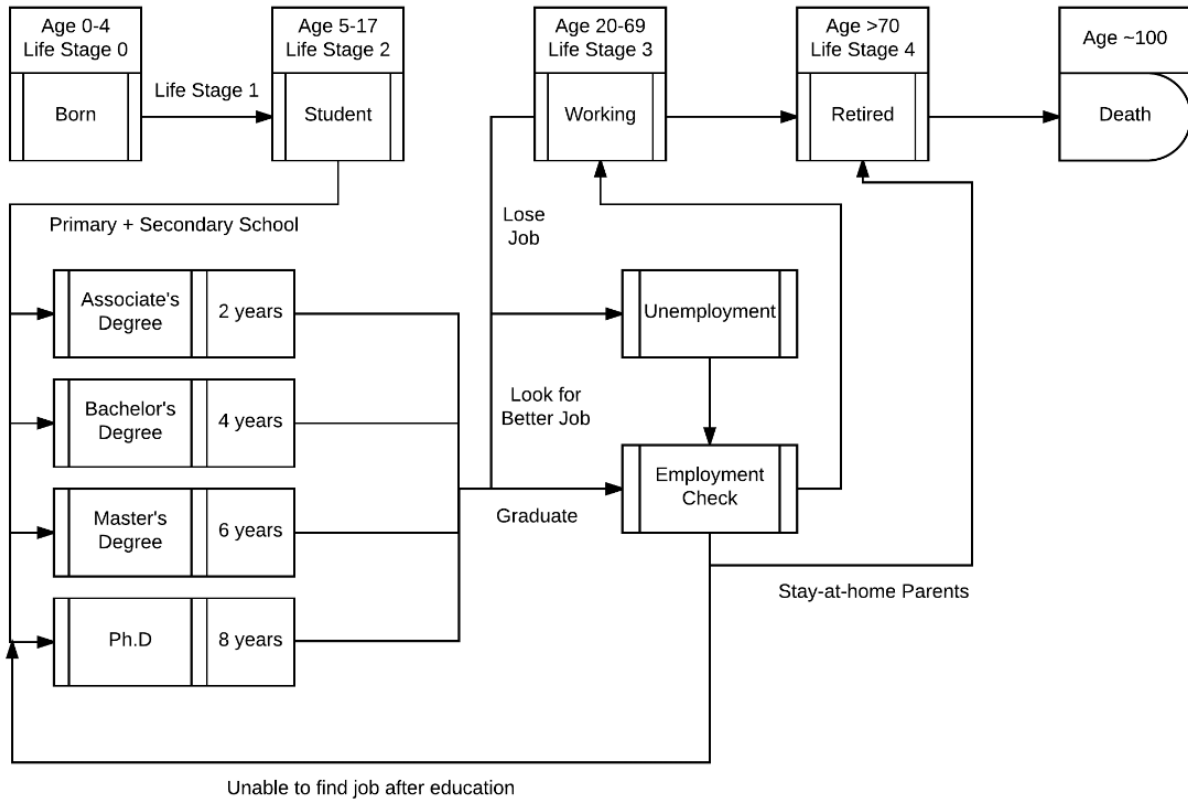 Age 0-4
Life Stage 0
Born
Life Stage 1
Age 5-17
Life Stage 2
Student
Age 20-69
Life Stage 3
Working
Age >70
Life Stage 4
Retired
Age ~100
Death
Primary + Secondary School
Associate's
Degree
2 years
Bachelor's
Degree
4 years
Master's
Degree
6 years
Ph.D
8 years
Lose
Job
Unemployment
Look for
Better Job
Graduate
Employment
Check
Stay-at-home Parents
Unable to find job after education